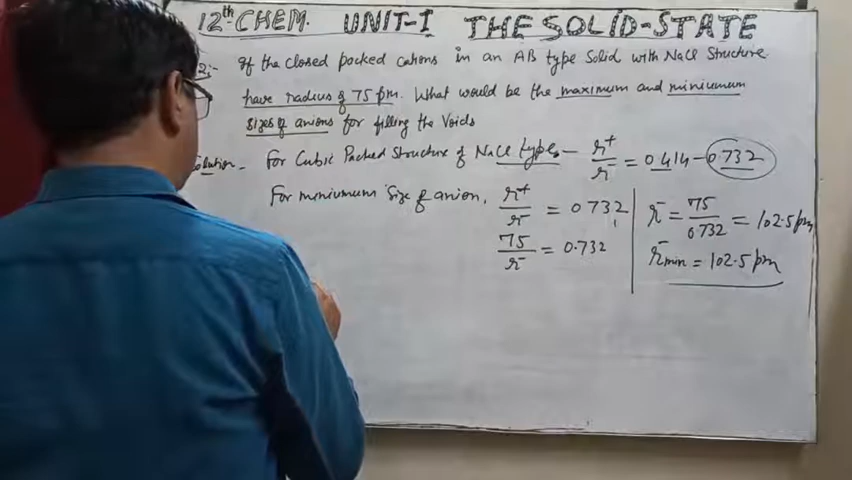 12th CHEM. UNIT-I THE SOLID-STATE
2:- If the closed packed cations in an AB type Solid with NaCl Structure
have radius of 75 pm. What would be the maximum and minimum
sizes of anions for filling the Voids
Solution - For Cubic Packed Structure of NaCl types - r+/r- = 0.414-0.732
For miniumum Size of anion, r+/r- = 0.732
75/r- = 0.732
r- = 75/0.732 = 102.5 pm
r-min = 102.5 pm